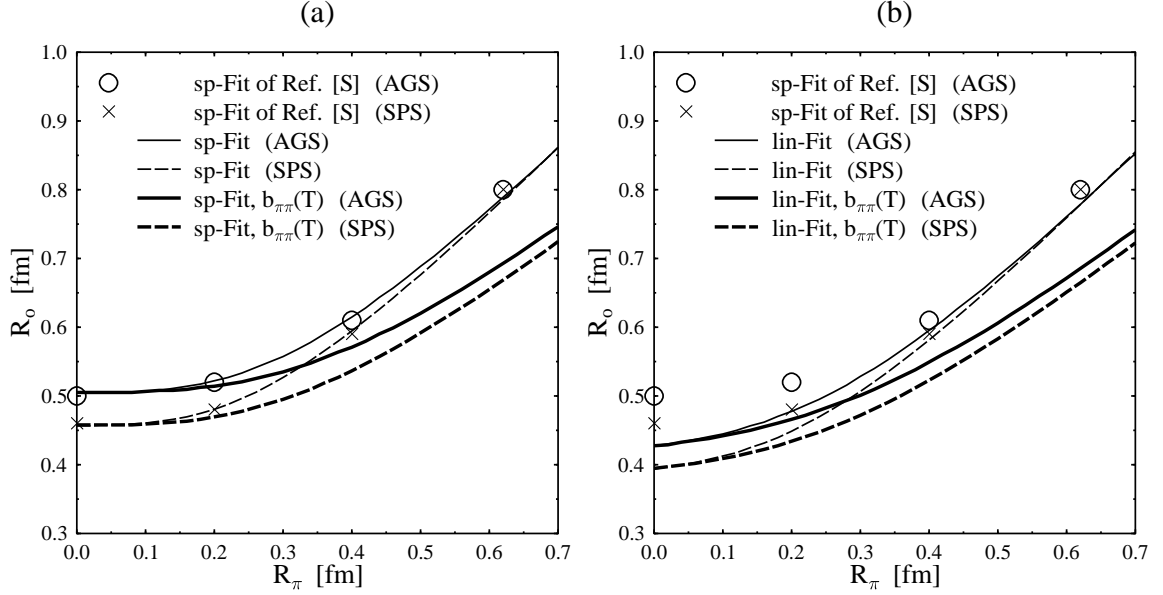 (a)
1.0
0.9
0.8
0.7
0.6
0.5
0.4
0.3
R_o [fm]
sp-Fit of Ref. [S] (AGS)
sp-Fit of Ref. [S] (SPS)
sp-Fit (AGS)
sp-Fit (SPS)
sp-Fit, b_ππ(T) (AGS)
sp-Fit, b_ππ(T) (SPS)
0.0 0.1 0.2 0.3 0.4 0.5 0.6 0.7
R_π [fm]
(b)
1.0
0.9
0.8
0.7
0.6
0.5
0.4
0.3
R_o [fm]
sp-Fit of Ref. [S] (AGS)
sp-Fit of Ref. [S] (SPS)
lin-Fit (AGS)
lin-Fit (SPS)
lin-Fit, b_ππ(T) (AGS)
lin-Fit, b_ππ(T) (SPS)
0.0 0.1 0.2 0.3 0.4 0.5 0.6 0.7
R_π [fm]